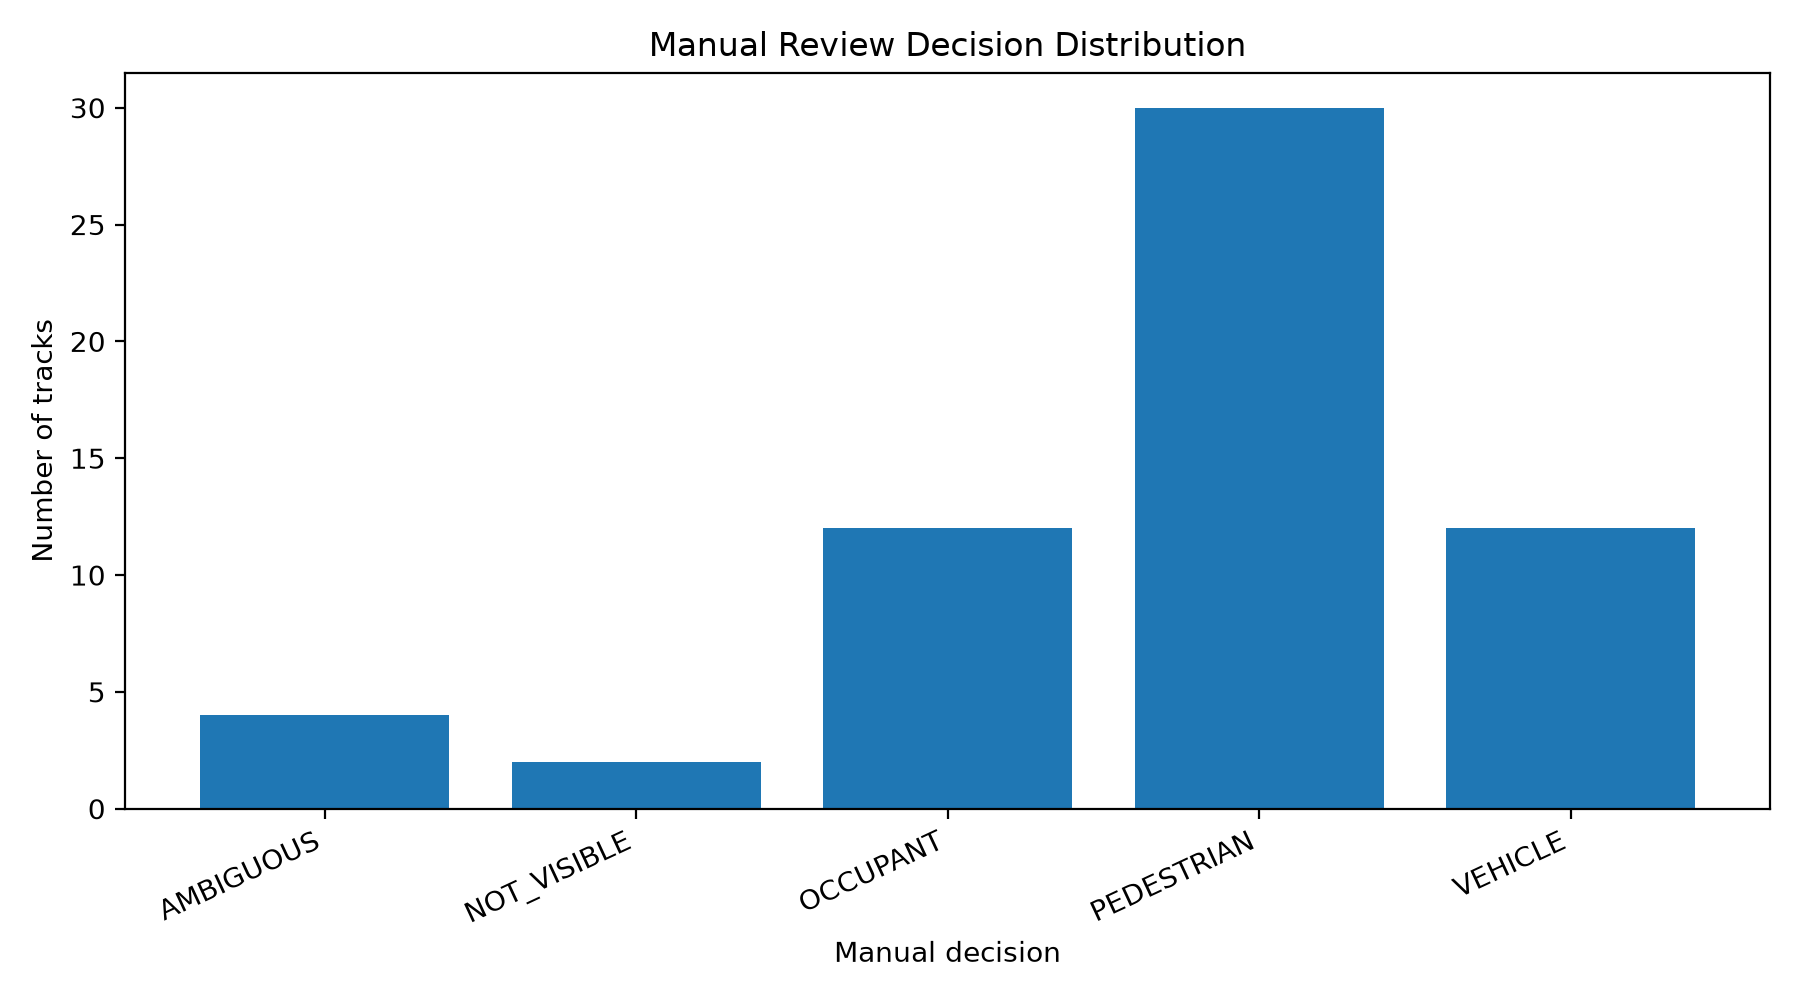 Manual Review Decision Distribution
Number of tracks
30
25
20
15
10
5
0
AMBIGUOUS
NOT_VISIBLE
OCCUPANT
PEDESTRIAN
VEHICLE
Manual decision